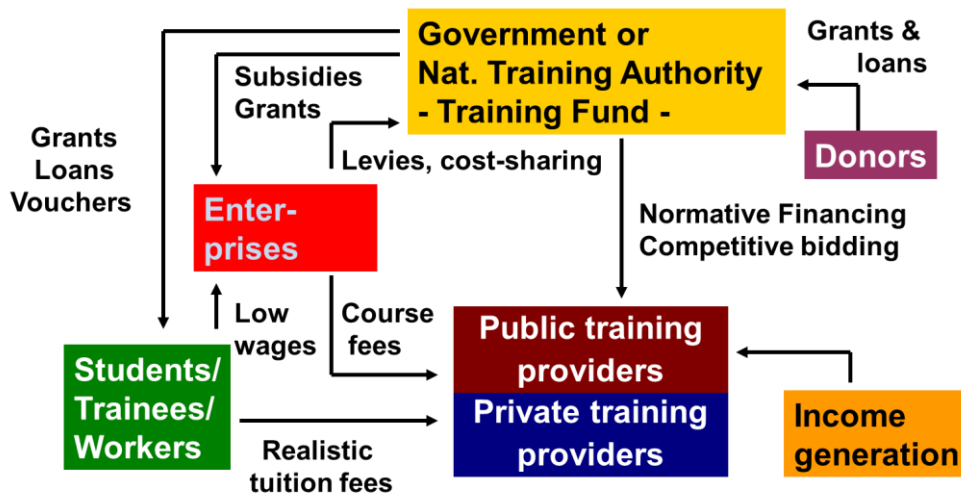 Government or
Nat. Training Authority
- Training Fund -
Grants &
loans
Subsidies
Grants
Grants
Loans
Vouchers
Levies, cost-sharing
Donors
Enter-
prises
Normative Financing
Competitive bidding
Low
wages
Course
fees
Public training
providers
Students/
Trainees/
Workers
Private training
providers
Income
generation
Realistic
tuition fees